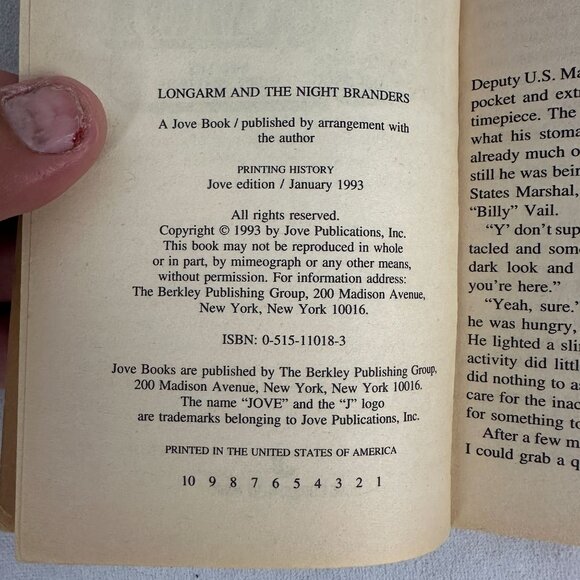 LONGARM AND THE NIGHT BRANDERS
A Jove Book / published by arrangement with
the author
PRINTING HISTORY
Jove edition / January 1993
All rights reserved.
Copyright © 1993 by Jove Publications, Inc.
This book may not be reproduced in whole
or in part, by mimeograph or any other means,
without permission. For information address:
The Berkley Publishing Group, 200 Madison Avenue,
New York, New York 10016.
ISBN: 0-515-11018-3
Jove Books are published by The Berkley Publishing Group,
200 Madison Avenue, New York, New York 10016.
The name "JOVE" and the "J" logo
are trademarks belonging to Jove Publications, Inc.
PRINTED IN THE UNITED STATES OF AMERICA
10 9 8 7 6 5 4 3 2 1
Deputy U.S. Ma
pocket and ext
timepiece. The
what his stoma
already much o
still he was bein
States Marshal,
"Billy" Vail.
"Y' don't sup
tacled and som
dark look and
you're here."
"Yeah, sure."
he was hungry,
He lighted a sli
activity did littl
did nothing to a
care for the inac
for something to
After a few m
I could grab a q